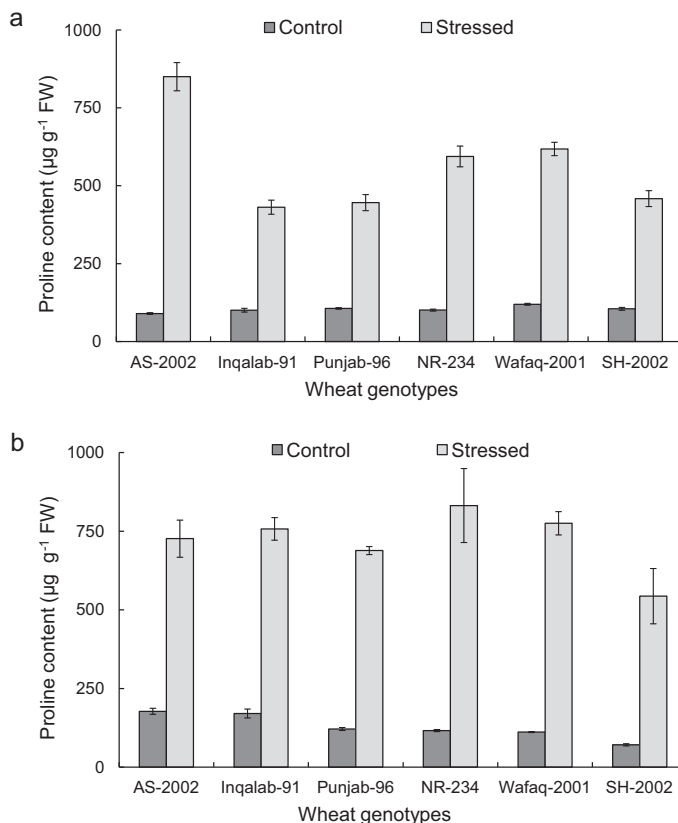 a
Control Stressed
1000
750
500
250
0
Proline content (µg g⁻¹ FW)
AS-2002 Inqalab-91 Punjab-96 NR-234 Wafaq-2001 SH-2002
Wheat genotypes
b
Control Stressed
1000
750
500
250
0
Proline content (µg g⁻¹ FW)
AS-2002 Inqalab-91 Punjab-96 NR-234 Wafaq-2001 SH-2002
Wheat genotypes